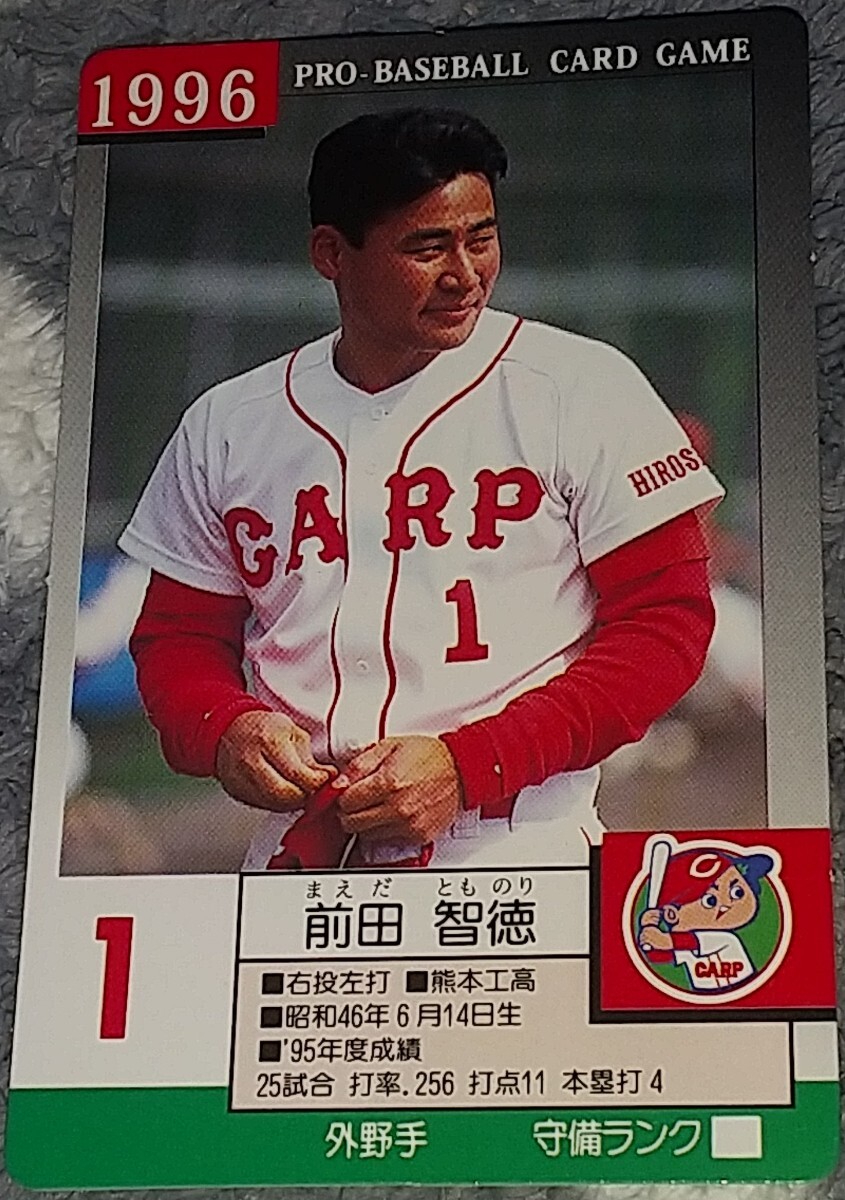 1996
PRO-BASEBALL CARD GAME
HIROS
CARP
1
まえだ とものり
前田 智徳
1
CARP
■右投左打 ■熊本工高
■昭和46年6月14日生
■'95年度成績
25試合 打率.256 打点11 本塁打4
外野手 守備ランク